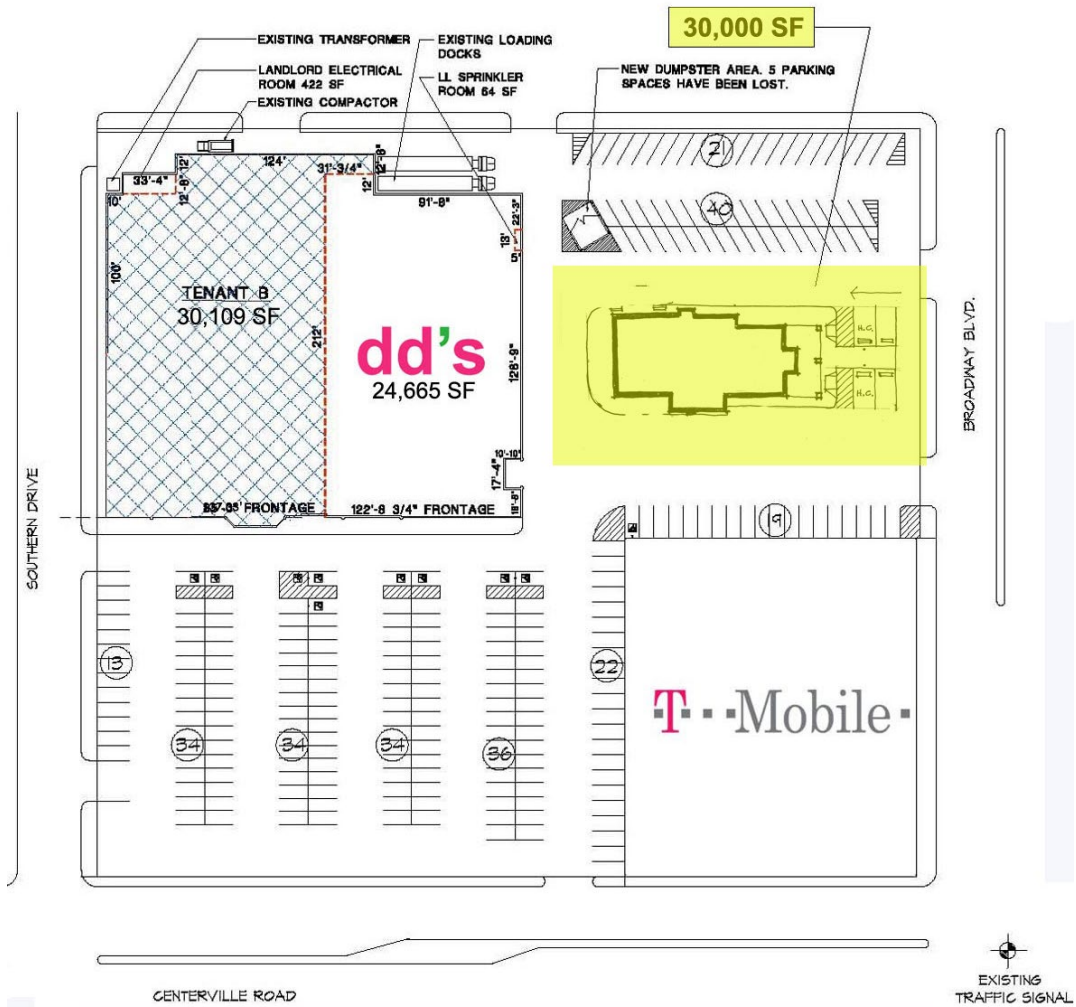 30,000 SF
EXISTING TRANSFORMER
EXISTING LOADING
DOCKS
LANDLORD ELECTRICAL
ROOM 422 SF
LL SPRINKLER
ROOM 64 SF
EXISTING COMPACTOR
NEW DUMPSTER AREA. 5 PARKING
SPACES HAVE BEEN LOST.
21
40
124'
12'
12'-8"
31'-3/4"
12'-8"
12'
33'-4"
10'
91'-8"
22'-3"
13'
5'
100'
TENANT B
30,109 SF
212'
dd's
24,665 SF
128'-9"
H.C.
H.C.
BROADWAY BLVD.
10'-10"
17'-4"
18'-8"
FRONTAGE
122'-8 3/4" FRONTAGE
SOUTHERN DRIVE
19
13
22
34
34
34
36
T··Mobile·
CENTERVILLE ROAD
EXISTING
TRAFFIC SIGNAL